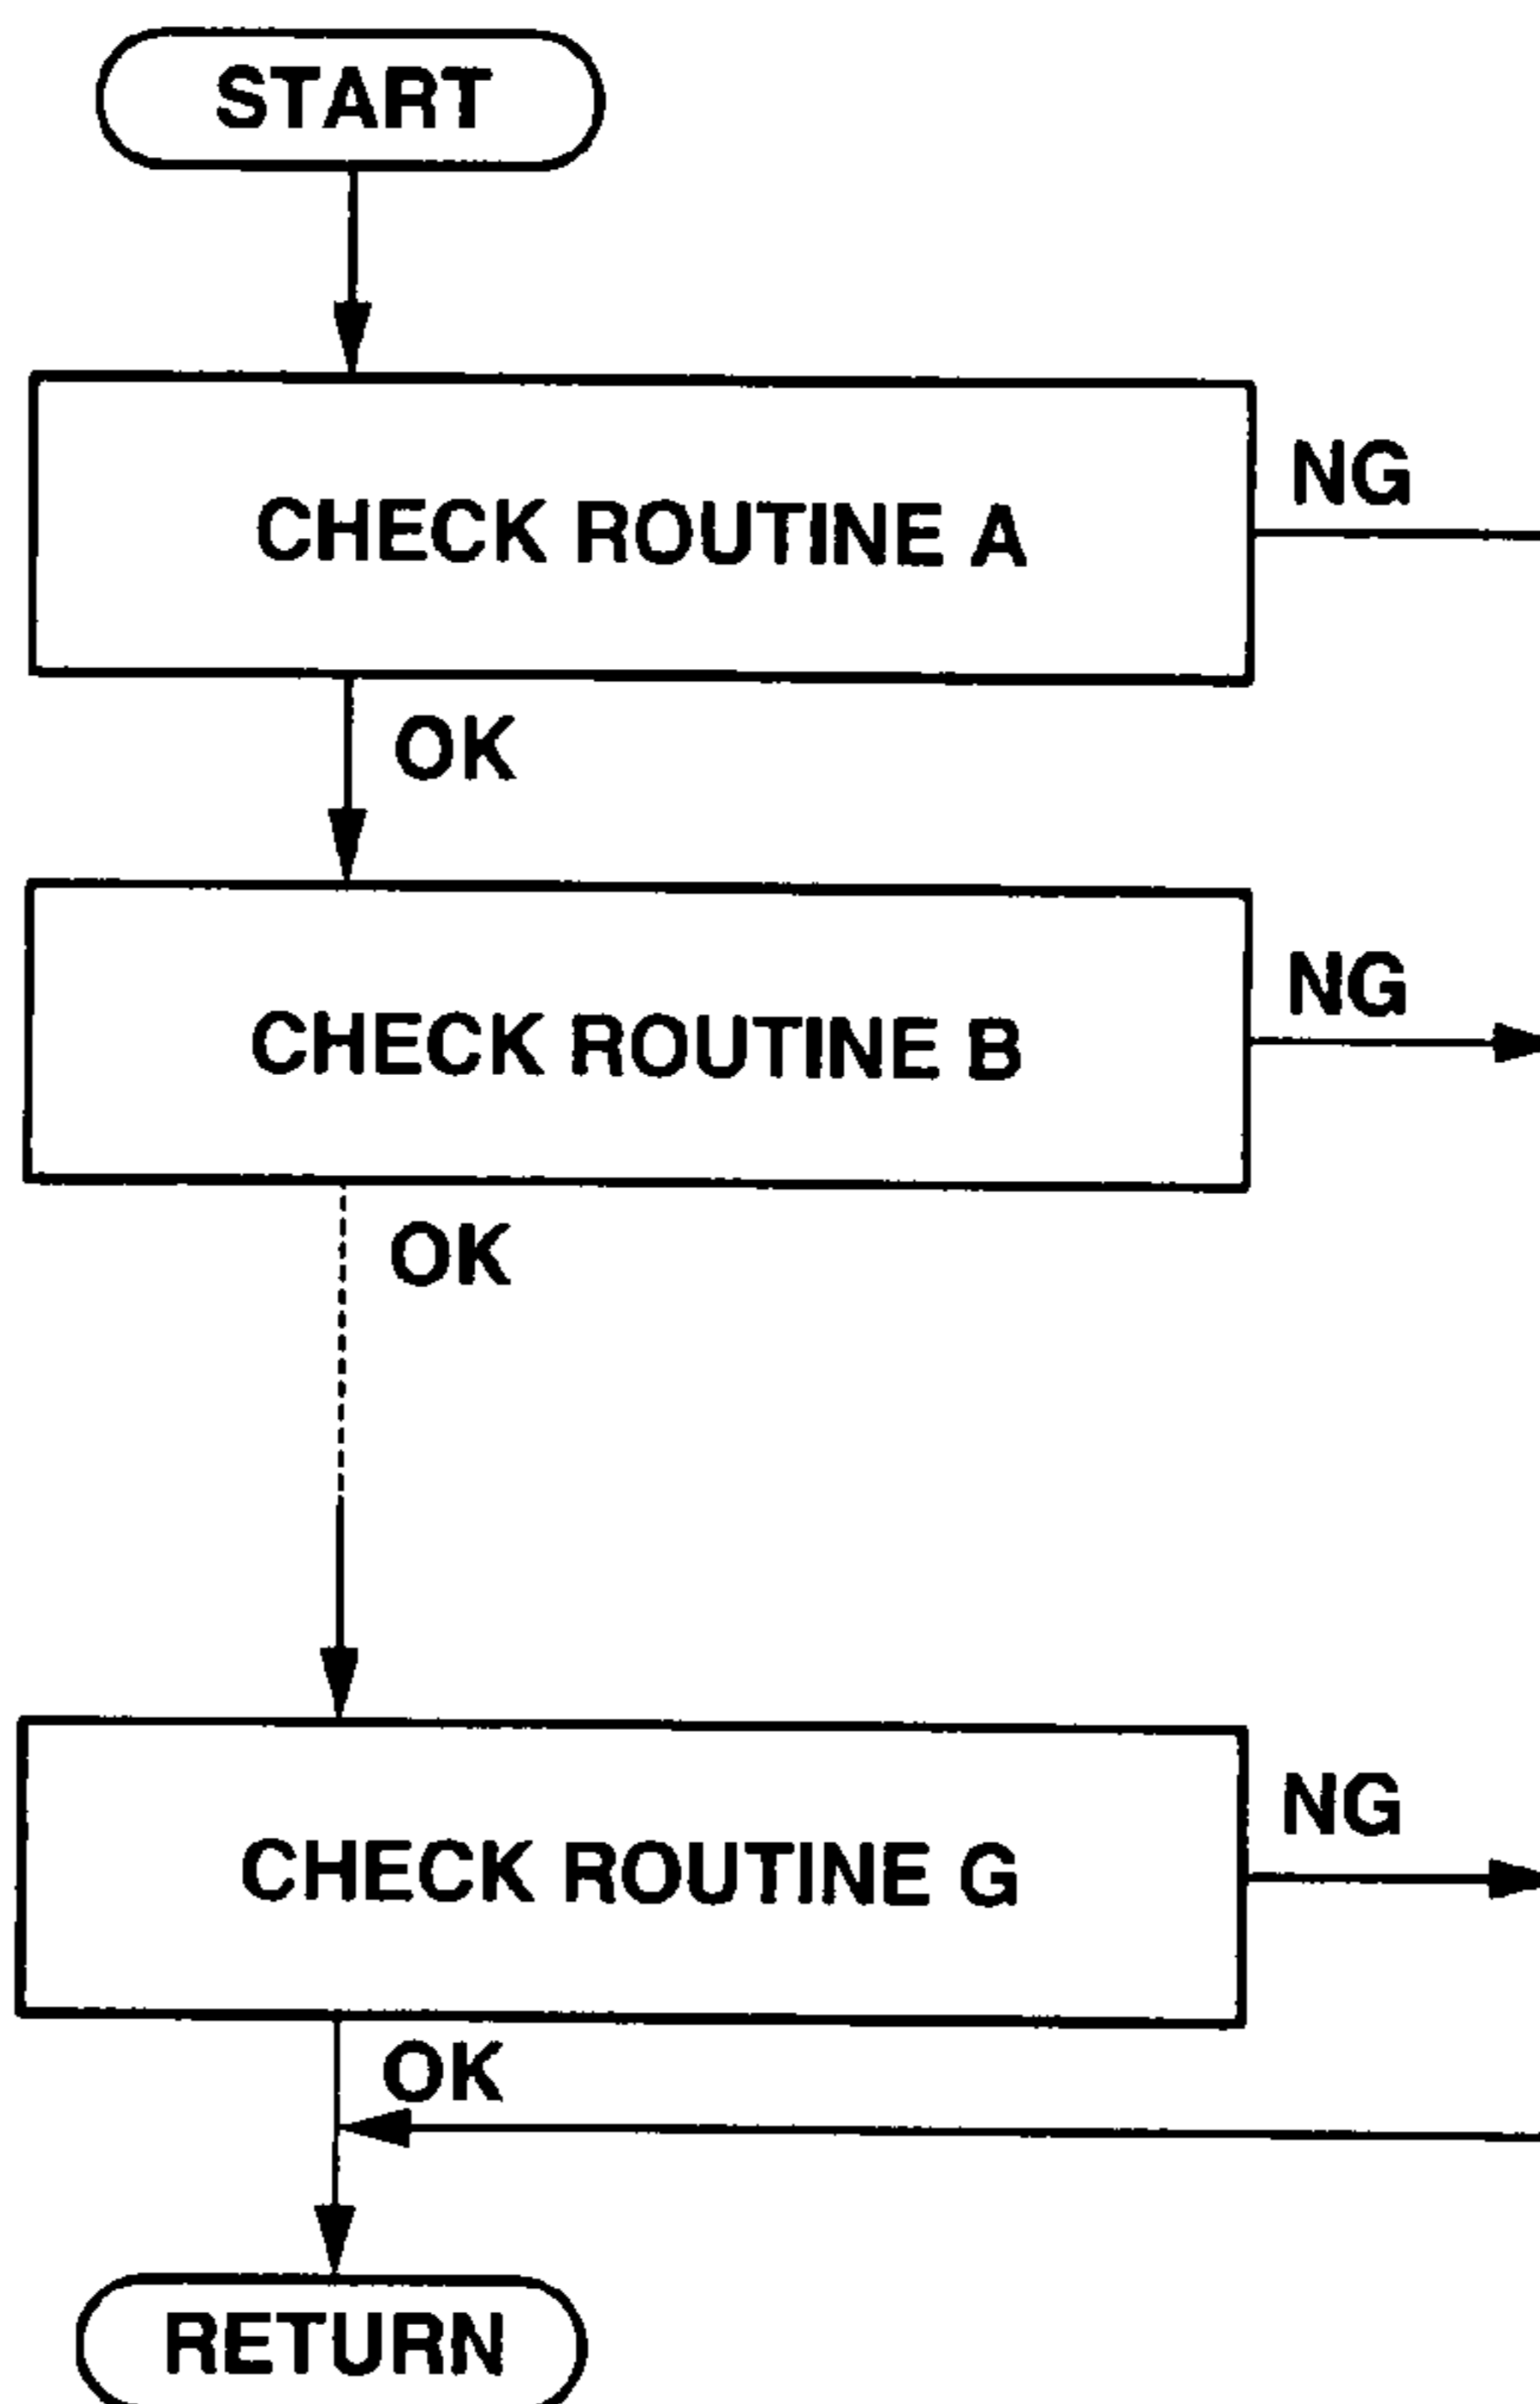 START
CHECK ROUTINE A
NG
OK
CHECK ROUTINE B
NG
OK
CHECK ROUTINE G
NG
OK
RETURN